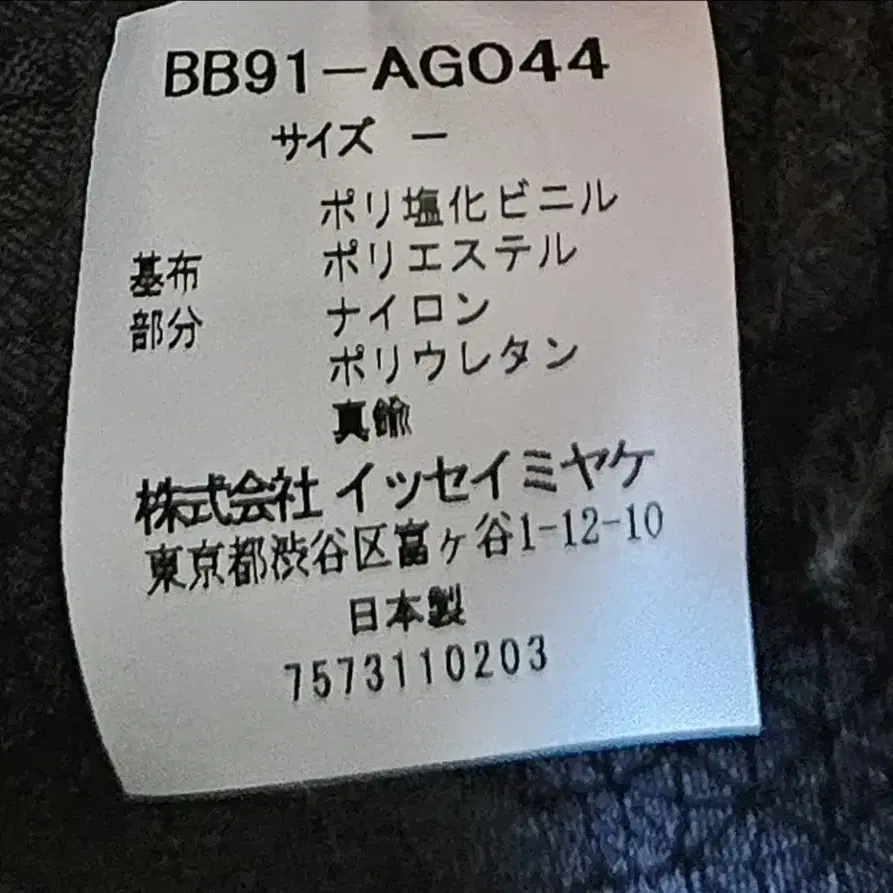 BB91-AG044
サイズ ー
ポリ塩化ビニル
基布 ポリエステル
部分 ナイロン
ポリウレタン
真鍮
株式会社 イッセイミヤケ
東京都渋谷区富ヶ谷1-12-10
日本製
7573110203